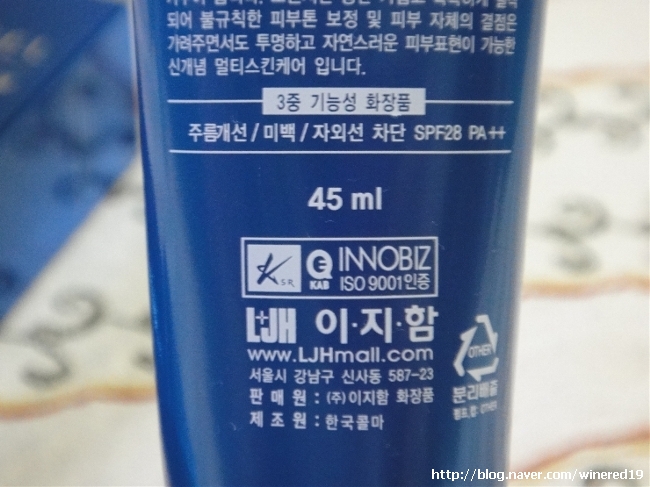 되어 불규칙한 피부톤 보정 및 피부 자체의 결점은
가려주면서도 투명하고 자연스러운 피부표현이 가능한
신개념 멀티스킨케어 입니다.
3중 기능성 화장품
주름개선 / 미백 / 자외선 차단 SPF28 PA++
45 ml
K S.R. Q KAB INNOBIZ
ISO 9001인증
LJH 이·지·함
www.LJHmall.com
서울시 강남구 신사동 587-23
판 매 원 : (주) 이지함 화장품
제 조 원 : 한국콜마
OTHER
분리배출
펌프, 캡: OTHER
http://blog.naver.com/winered19